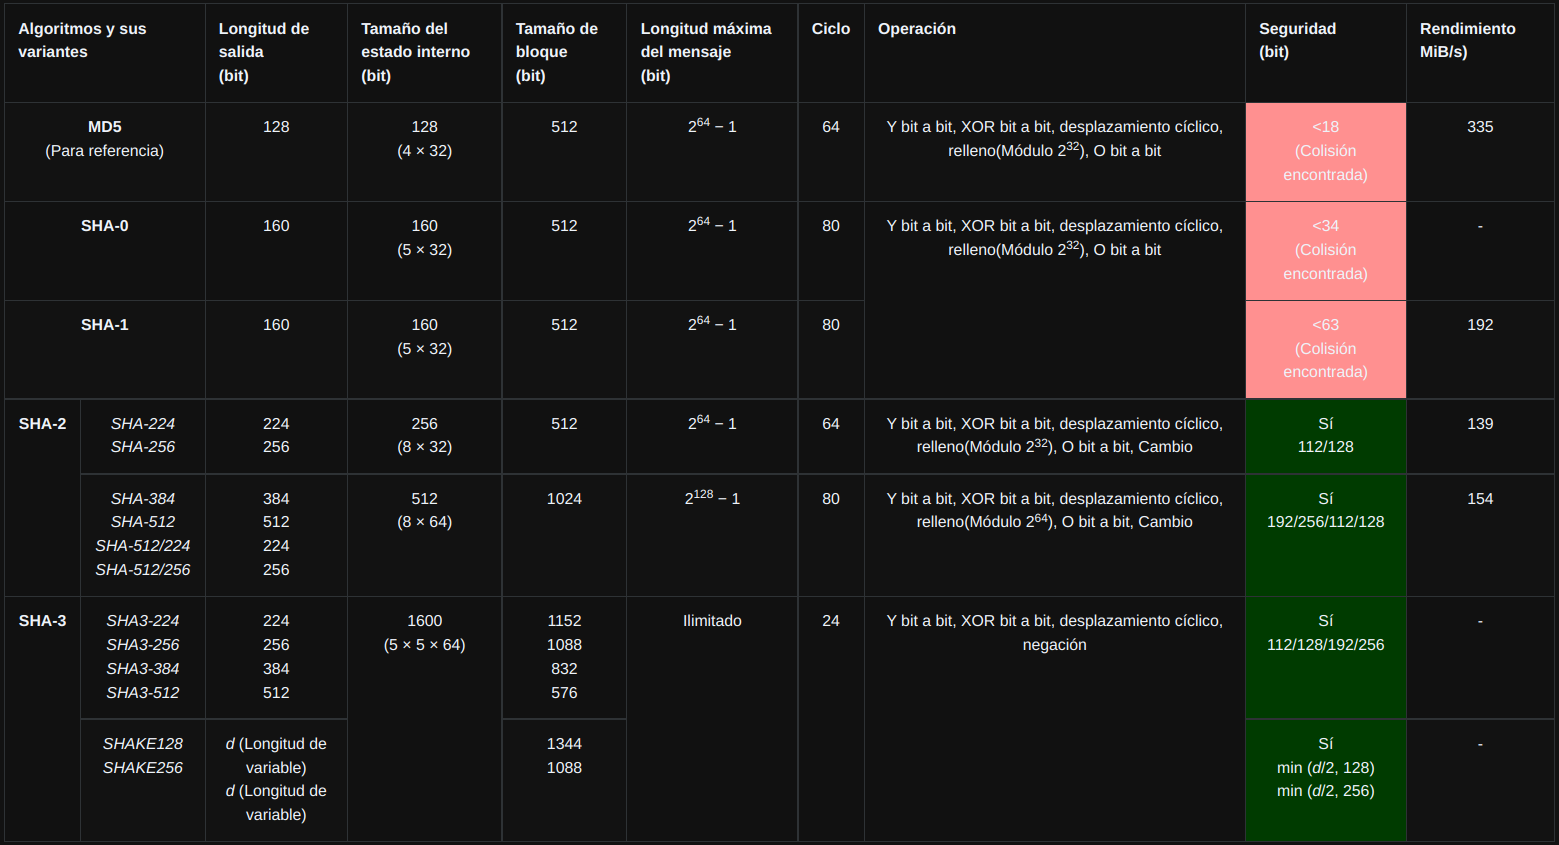 Algoritmos y sus
variantes
Longitud de
salida
(bit)
Tamaño del
estado interno
(bit)
Tamaño de
bloque
(bit)
Longitud máxima
del mensaje
(bit)
Ciclo
Operación
Seguridad
(bit)
Rendimiento
MiB/s)
MD5
(Para referencia)
128
128
(4 × 32)
512
2^64 − 1
64
Y bit a bit, XOR bit a bit, desplazamiento cíclico,
relleno(Módulo 2^32), O bit a bit
<18
(Colisión
encontrada)
335
SHA-0
160
160
(5 × 32)
512
2^64 − 1
80
Y bit a bit, XOR bit a bit, desplazamiento cíclico,
relleno(Módulo 2^32), O bit a bit
<34
(Colisión
encontrada)
-
SHA-1
160
160
(5 × 32)
512
2^64 − 1
80
<63
(Colisión
encontrada)
192
SHA-2
SHA-224
SHA-256
224
256
256
(8 × 32)
512
2^64 − 1
64
Y bit a bit, XOR bit a bit, desplazamiento cíclico,
relleno(Módulo 2^32), O bit a bit, Cambio
Sí
112/128
139
SHA-384
SHA-512
SHA-512/224
SHA-512/256
384
512
224
256
512
(8 × 64)
1024
2^128 − 1
80
Y bit a bit, XOR bit a bit, desplazamiento cíclico,
relleno(Módulo 2^64), O bit a bit, Cambio
Sí
192/256/112/128
154
SHA-3
SHA3-224
SHA3-256
SHA3-384
SHA3-512
224
256
384
512
1600
(5 × 5 × 64)
1152
1088
832
576
Ilimitado
24
Y bit a bit, XOR bit a bit, desplazamiento cíclico,
negación
Sí
112/128/192/256
-
SHAKE128
SHAKE256
d (Longitud de
variable)
d (Longitud de
variable)
1344
1088
Sí
min (d/2, 128)
min (d/2, 256)
-